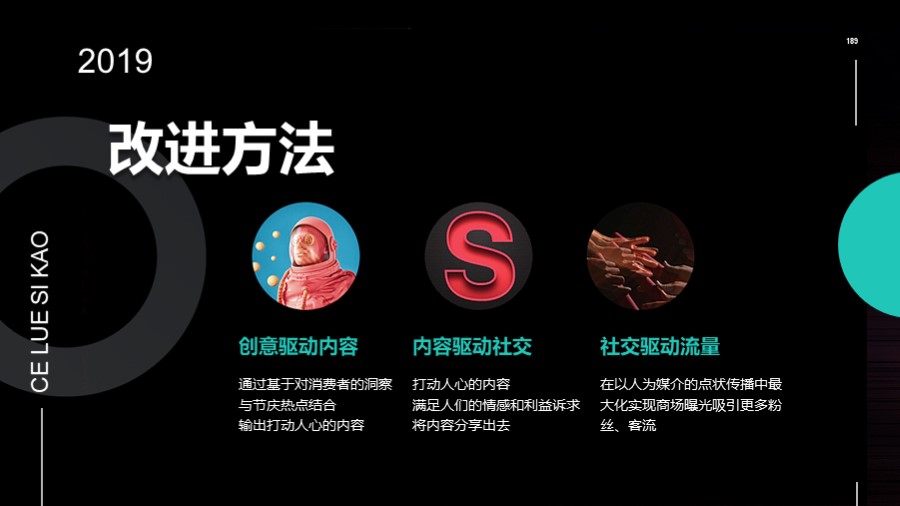 189
2019
改进方法
CE LUE SI KAO
S
创意驱动内容
通过基于对消费者的洞察
与节庆热点结合
输出打动人心的内容
内容驱动社交
打动人心的内容
满足人们的情感和利益诉求
将内容分享出去
社交驱动流量
在以人为媒介的点状传播中最
大化实现商场曝光吸引更多粉
丝、客流